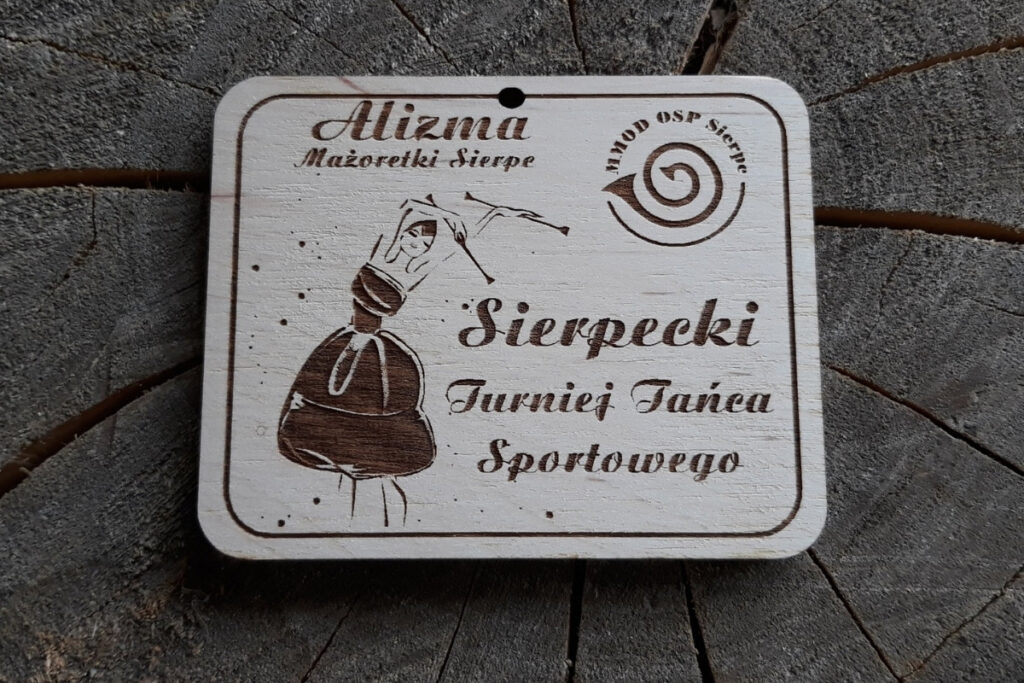 Alizma
Mażoretki Sierpc
MMOD OSP Sierpc
Sierpecki
Turniej Tańca
Sportowego